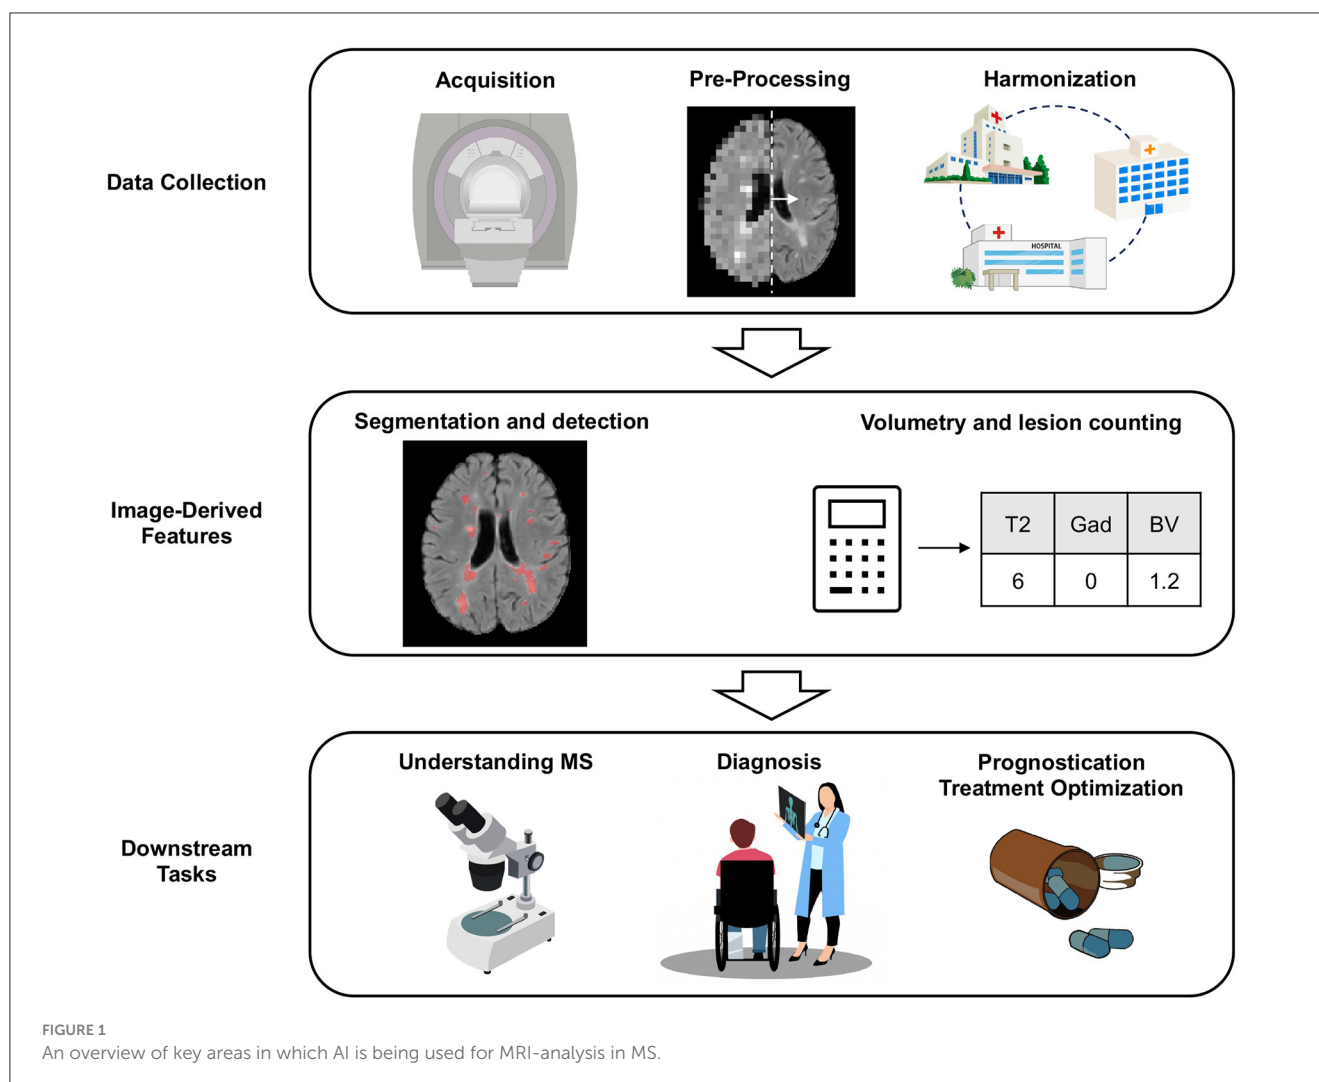 Acquisition
Pre-Processing
Harmonization
Data Collection
HOSPITAL
Segmentation and detection
Volumetry and lesion counting
Image-Derived
Features
T2 Gad BV
6 0 1.2
Understanding MS
Diagnosis
Prognostication
Treatment Optimization
Downstream
Tasks
FIGURE 1
An overview of key areas in which AI is being used for MRI-analysis in MS.